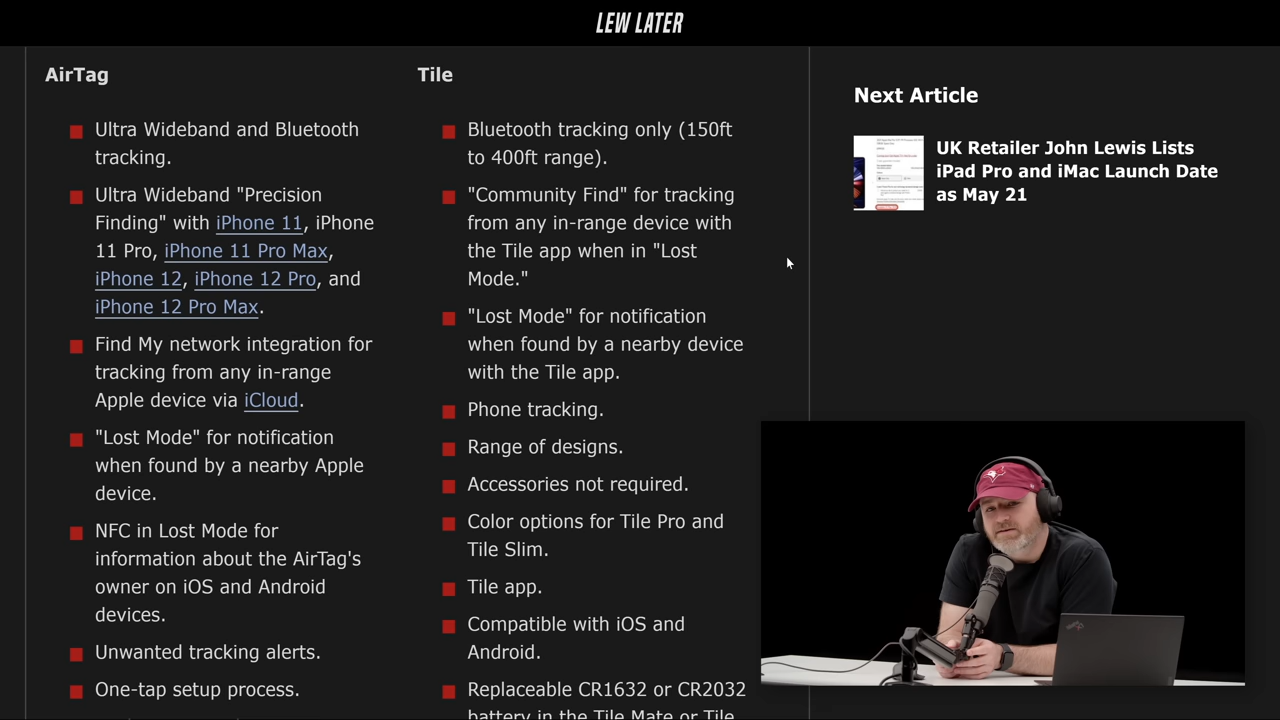 LEW LATER
AirTag
Ultra Wideband and Bluetooth
tracking.
Ultra Wideband "Precision
Finding" with iPhone 11, iPhone
11 Pro, iPhone 11 Pro Max,
iPhone 12, iPhone 12 Pro, and
iPhone 12 Pro Max.
Find My network integration for
tracking from any in-range
Apple device via iCloud.
"Lost Mode" for notification
when found by a nearby Apple
device.
NFC in Lost Mode for
information about the AirTag's
owner on iOS and Android
devices.
Unwanted tracking alerts.
One-tap setup process.
Tile
Bluetooth tracking only (150ft
to 400ft range).
"Community Find" for tracking
from any in-range device with
the Tile app when in "Lost
Mode."
"Lost Mode" for notification
when found by a nearby device
with the Tile app.
Phone tracking.
Range of designs.
Accessories not required.
Color options for Tile Pro and
Tile Slim.
Tile app.
Compatible with iOS and
Android.
Replaceable CR1632 or CR2032
battery in the Tile Mate or Tile
Next Article
UK Retailer John Lewis Lists
iPad Pro and iMac Launch Date
as May 21